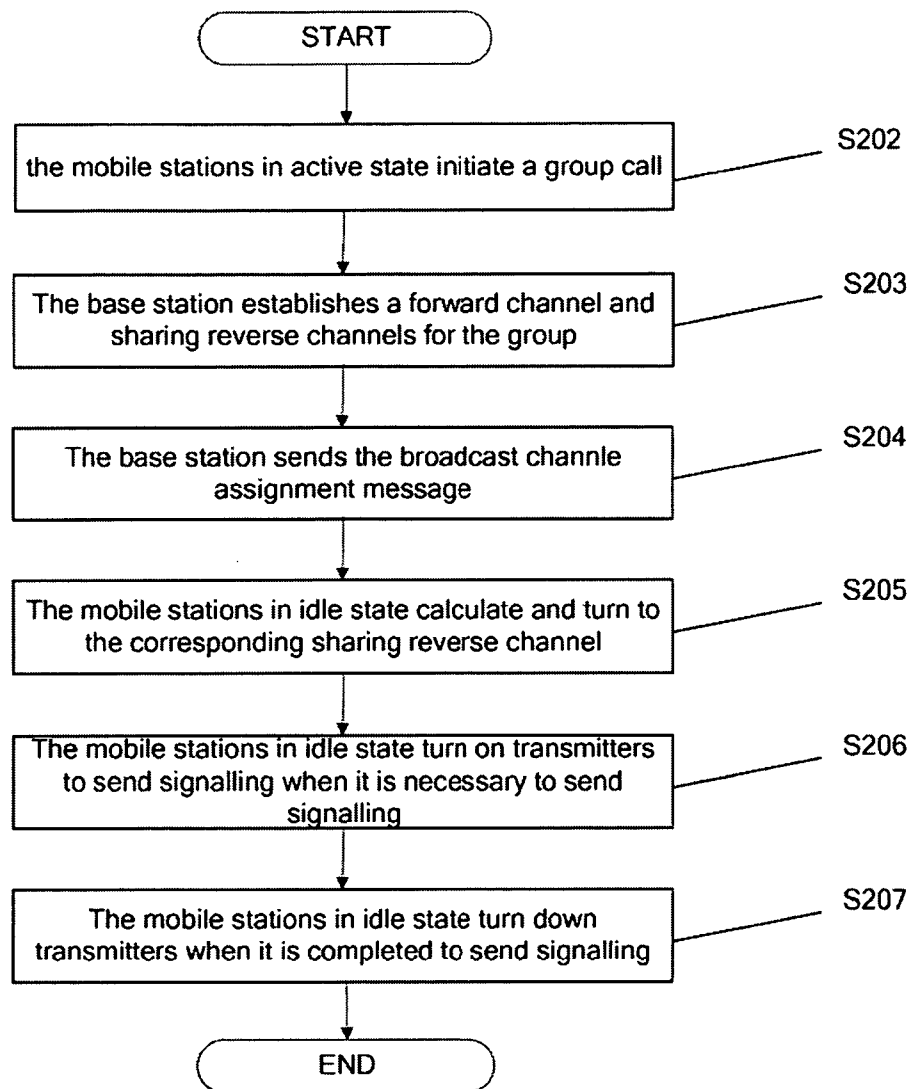 START
the mobile stations in active state initiate a group call
S202
The base station establishes a forward channel and
sharing reverse channels for the group
S203
The base station sends the broadcast channle
assignment message
S204
The mobile stations in idle state calculate and turn to
the corresponding sharing reverse channel
S205
The mobile stations in idle state turn on transmitters
to send signalling when it is necessary to send
signalling
S206
The mobile stations in idle state turn down
transmitters when it is completed to send signalling
S207
END